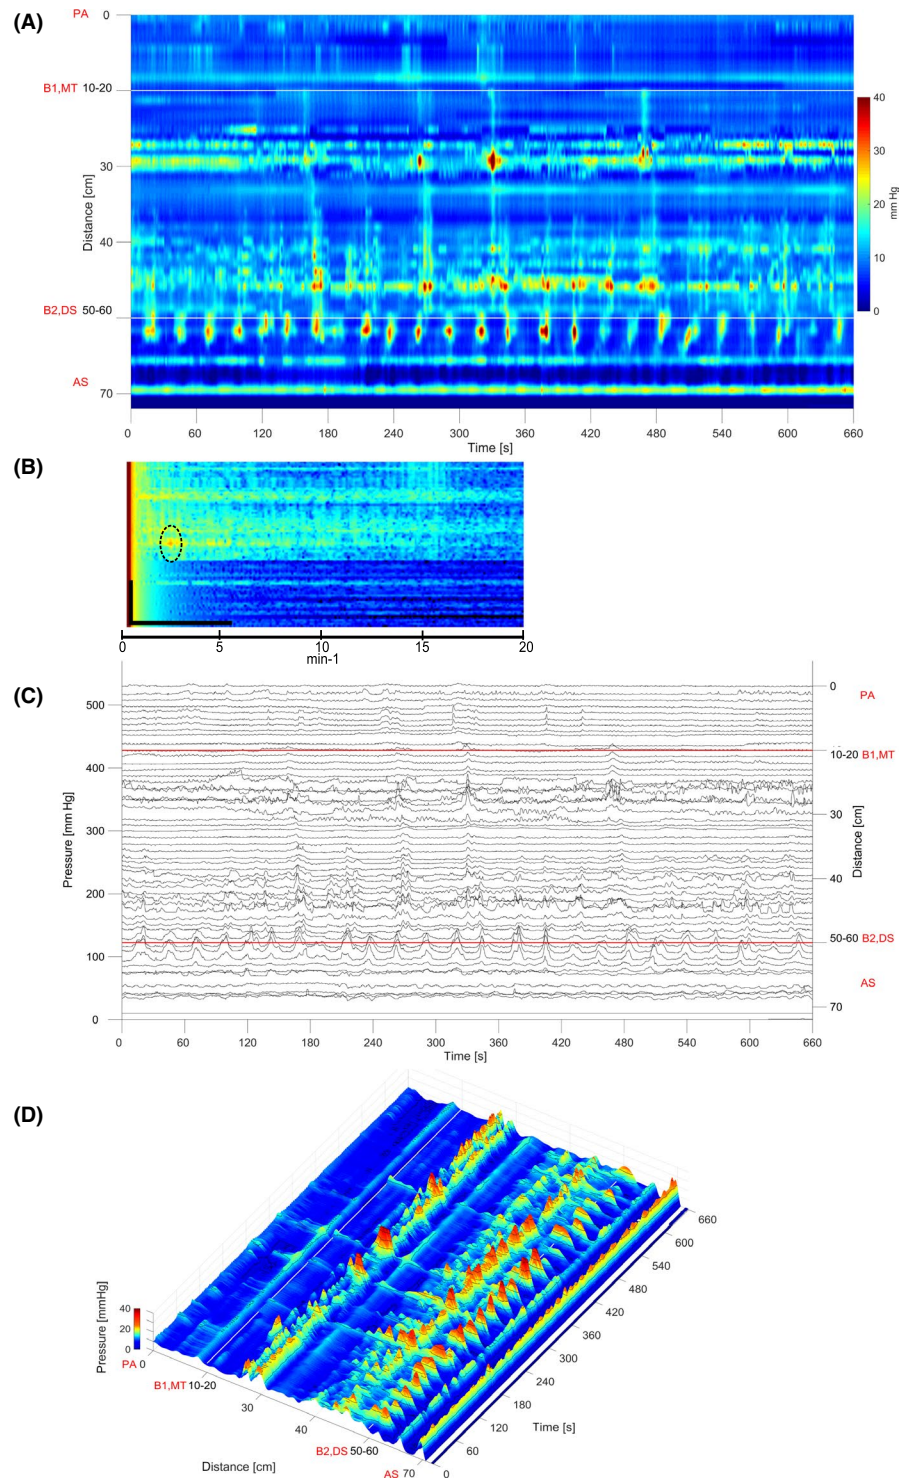 (A)
PA 0
B1,MT 10-20
30
40
B2,DS 50-60
AS
70
Distance [cm]
0 60 120 180 240 300 360 420 480 540 600 660
Time [s]
40
30
20
10
0
mm Hg
(B)
0 5 10 15 20
min-1
(C)
500
400
300
200
100
0
Pressure [mm Hg]
0
PA
10-20 B1,MT
30
40
50-60 B2,DS
AS
70
Distance [cm]
0 60 120 180 240 300 360 420 480 540 600 660
Time [s]
(D)
Pressure [mmHg]
40
20
0
PA 0
B1,MT 10-20
30
40
B2,DS 50-60
AS 70
Distance [cm]
0
60
120
180
240
300
360
420
480
540
600
660
Time [s]